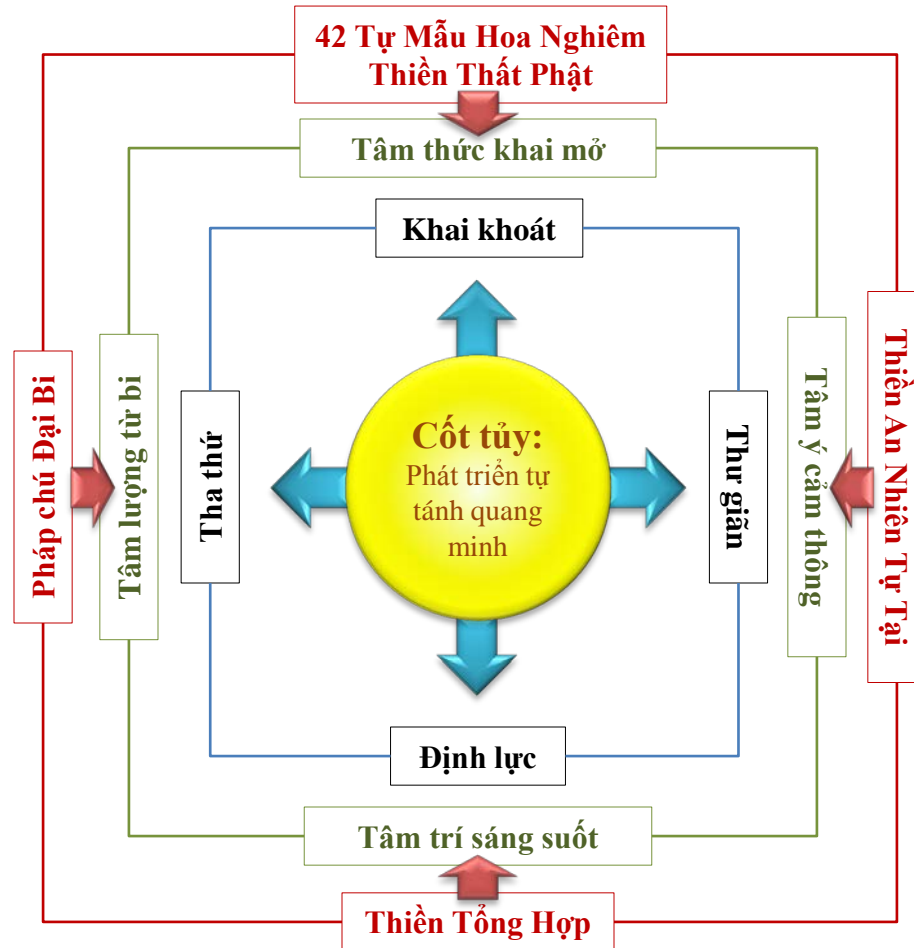 42 Tự Mẫu Hoa Nghiêm
Thiền Thất Phật
Tâm thức khai mở
Khai khoát
Pháp chú Đại Bi
Tâm lượng từ bi
Tha thứ
Cốt tủy:
Phát triển tự
tánh quang
minh
Thư giãn
Tâm ý cảm thông
Thiền An Nhiên Tự Tại
Định lực
Tâm trí sáng suốt
Thiền Tổng Hợp